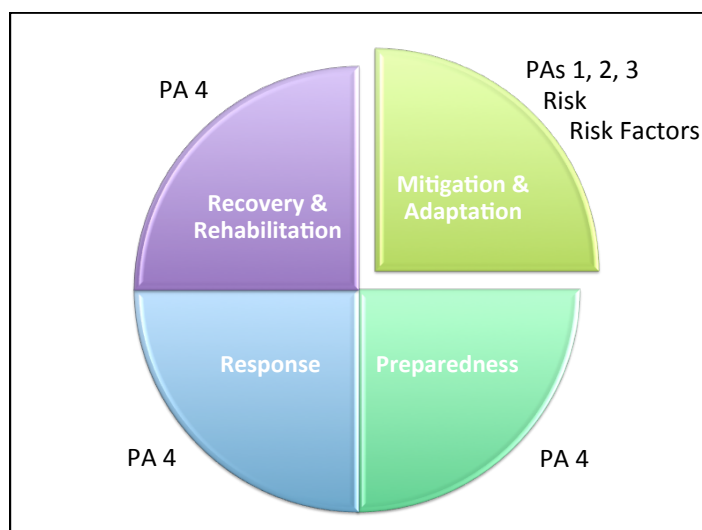 PA 4
PAs 1, 2, 3
Risk
Risk Factors
Recovery &
Rehabilitation
Mitigation &
Adaptation
Response
Preparedness
PA 4
PA 4